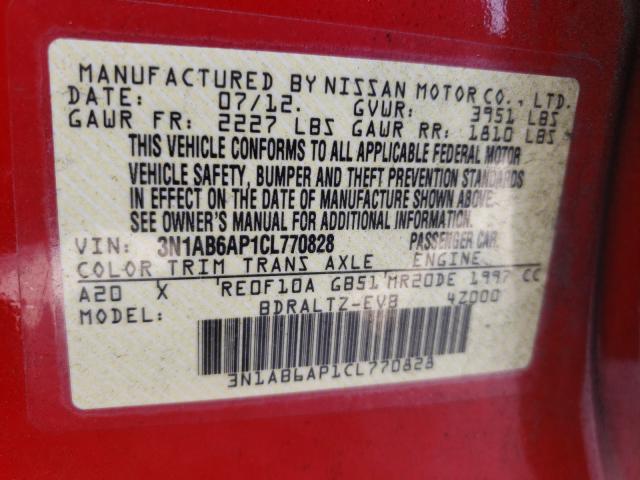 MANUFACTURED BY NISSAN MOTOR CO., LTD.
DATE: 07/12. GVWR: 3951 LBS
GAWR FR: 2227 LBS GAWR RR: 1810 LBS
THIS VEHICLE CONFORMS TO ALL APPLICABLE FEDERAL MOTOR
VEHICLE SAFETY, BUMPER AND THEFT PREVENTION STANDARDS
IN EFFECT ON THE DATE OF MANUFACTURE SHOWN ABOVE.
SEE OWNER'S MANUAL FOR ADDITIONAL INFORMATION.
VIN: 3N1AB6AP1CL770828 PASSENGER CAR
COLOR TRIM TRANS AXLE ENGINE
A20 X RE0F10A GB51 MR20DE 1997 CC
MODEL: BDRALTZ-EVB 4Z000
3N1AB6AP1CL770828